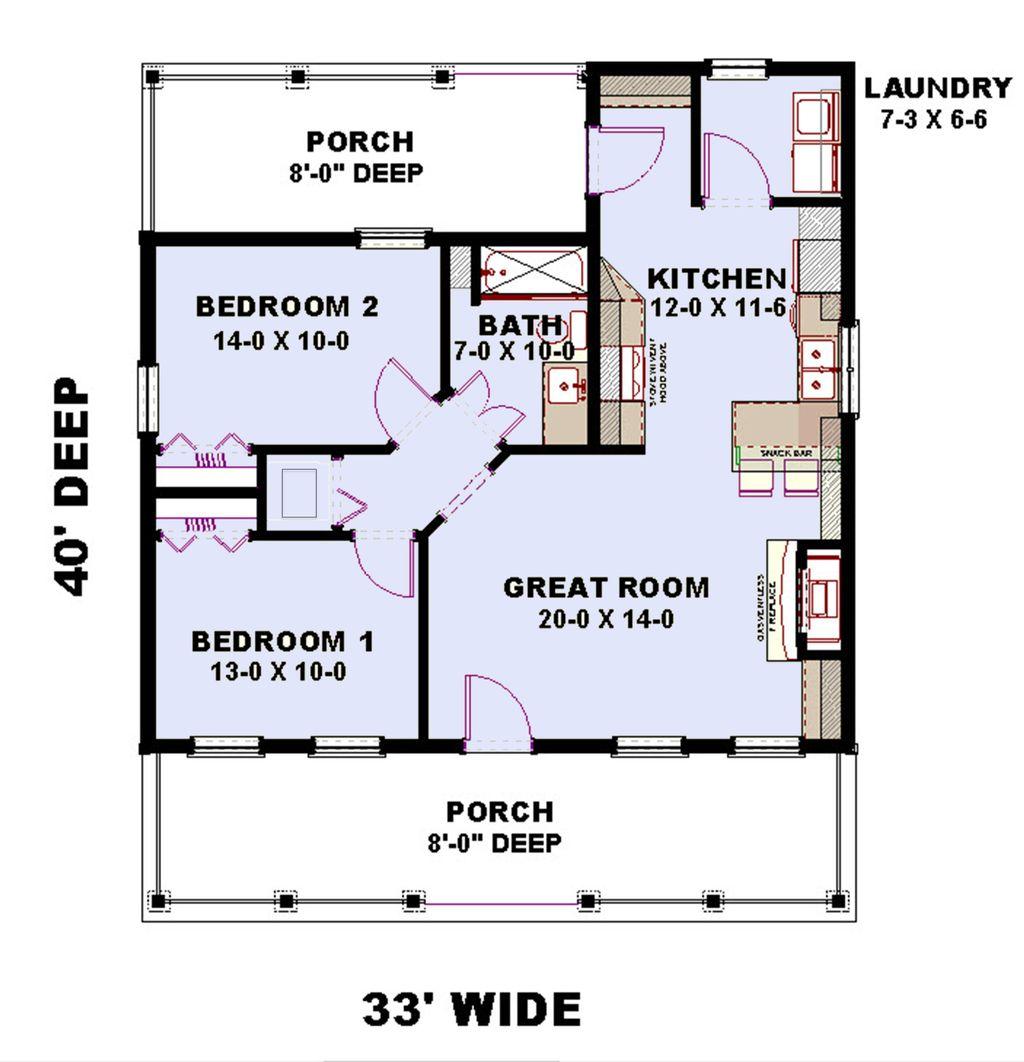 LAUNDRY
7-3 X 6-6
PORCH
8'-0" DEEP
KITCHEN
12-0 X 11-6
BEDROOM 2
14-0 X 10-0
BATH
7-0 X 10-0
STOVE W/VENT
HOOD ABOVE
SNACK BAR
40' DEEP
GREAT ROOM
20-0 X 14-0
GAS VENTLESS
FIREPLACE
BEDROOM 1
13-0 X 10-0
PORCH
8'-0" DEEP
33' WIDE